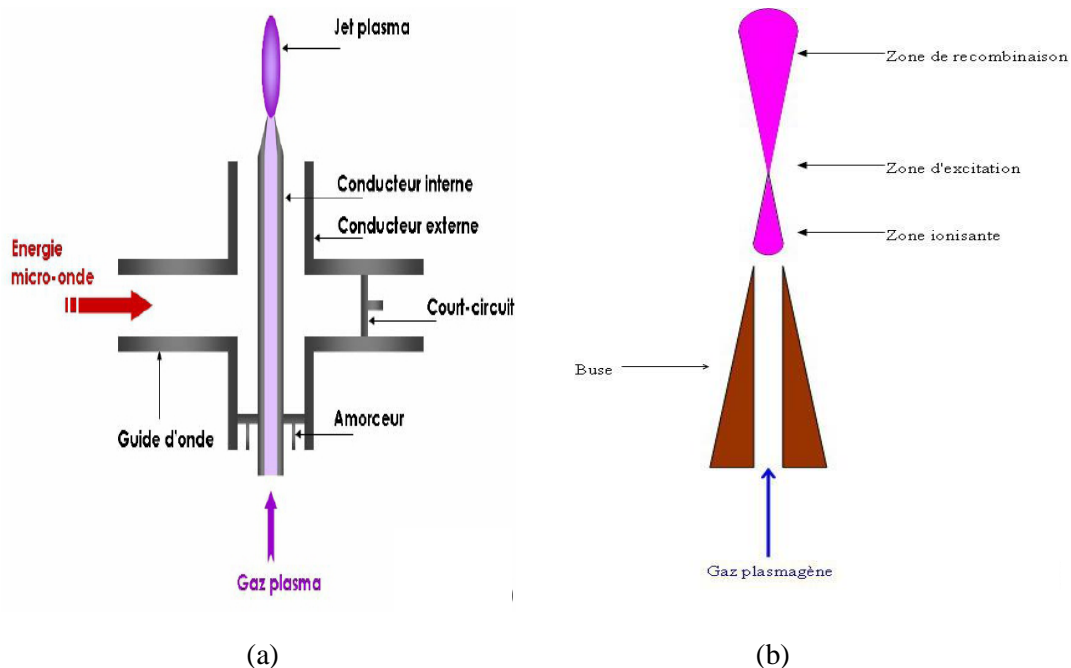 Jet plasma
Conducteur interne
Conducteur externe
Energie
micro-onde
Court-circuit
Guide d'onde
Amorceur
Gaz plasma
(a)
Zone de recombinaison
Zone d'excitation
Zone ionisante
Buse
Gaz plasmagène
(b)